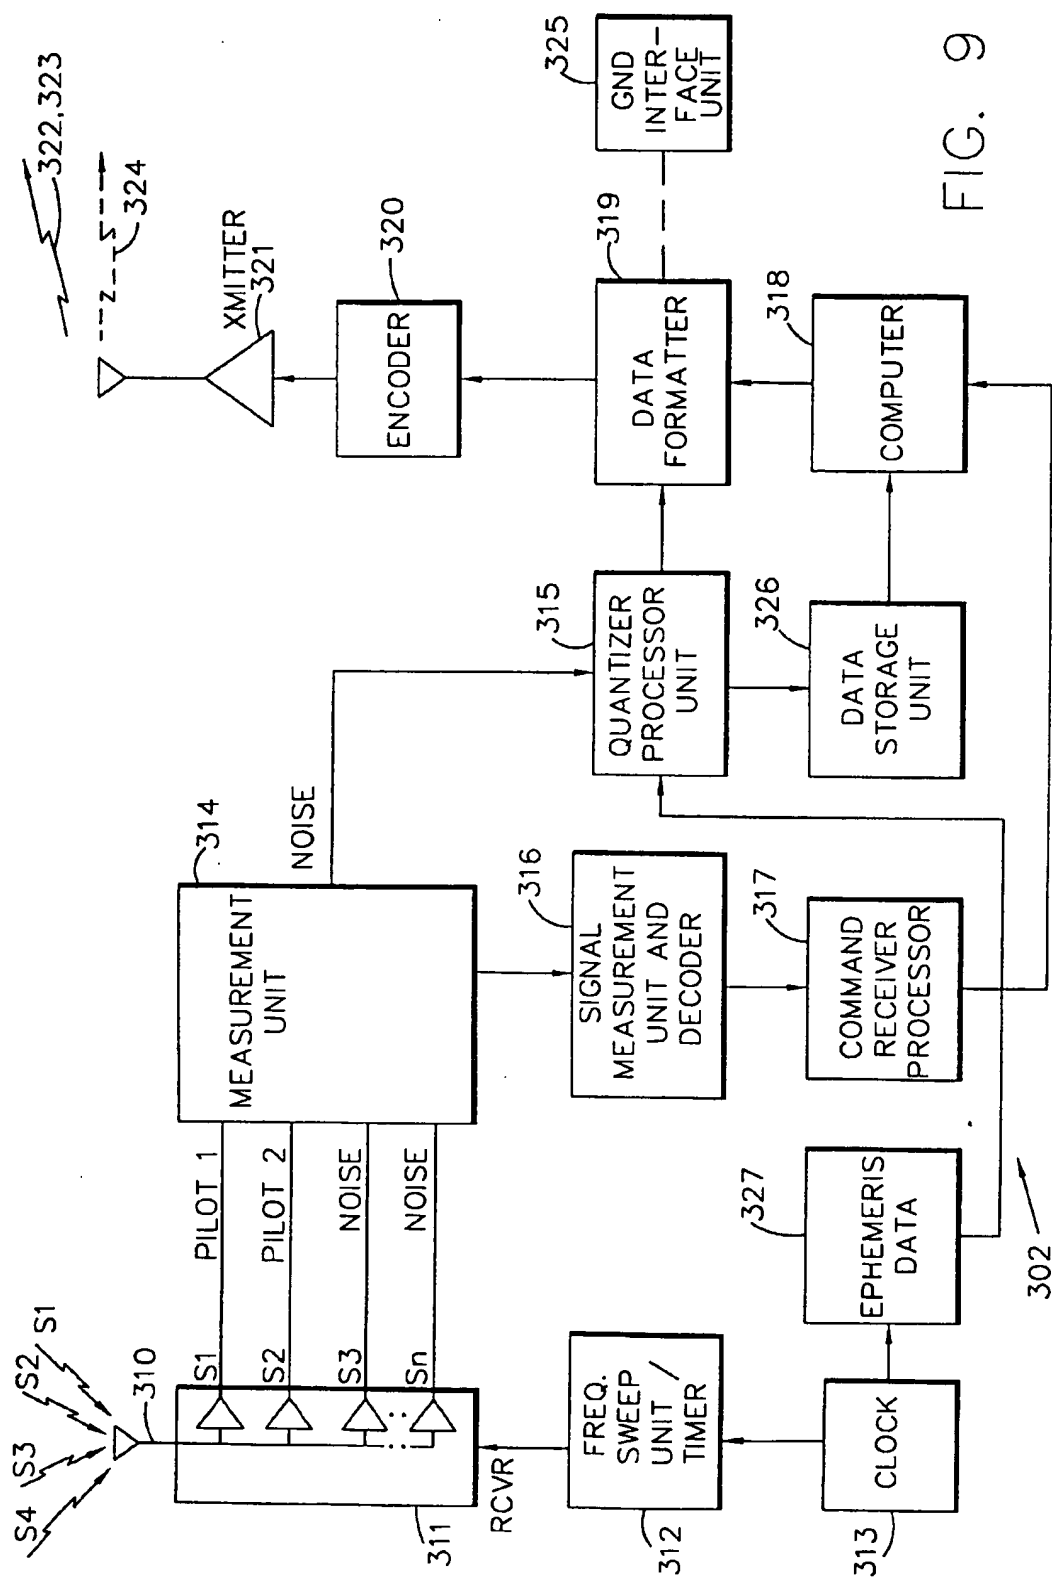 S4
S3
S2
S1
310
311
RCVR
S1
S2
S3
Sn
PILOT 1
PILOT 2
NOISE
NOISE
MEASUREMENT
UNIT
314
NOISE
FREQ.
SWEEP
UNIT /
TIMER
312
CLOCK
313
EPHEMERIS
DATA
327
302
SIGNAL
MEASUREMENT
UNIT AND
DECODER
316
COMMAND
RECEIVER
PROCESSOR
317
QUANTIZER
PROCESSOR
UNIT
315
DATA
STORAGE
UNIT
326
COMPUTER
318
DATA
FORMATTER
319
ENCODER
320
XMITTER
321
322,323
324
GND
INTER-
FACE
UNIT
325
FIG. 9